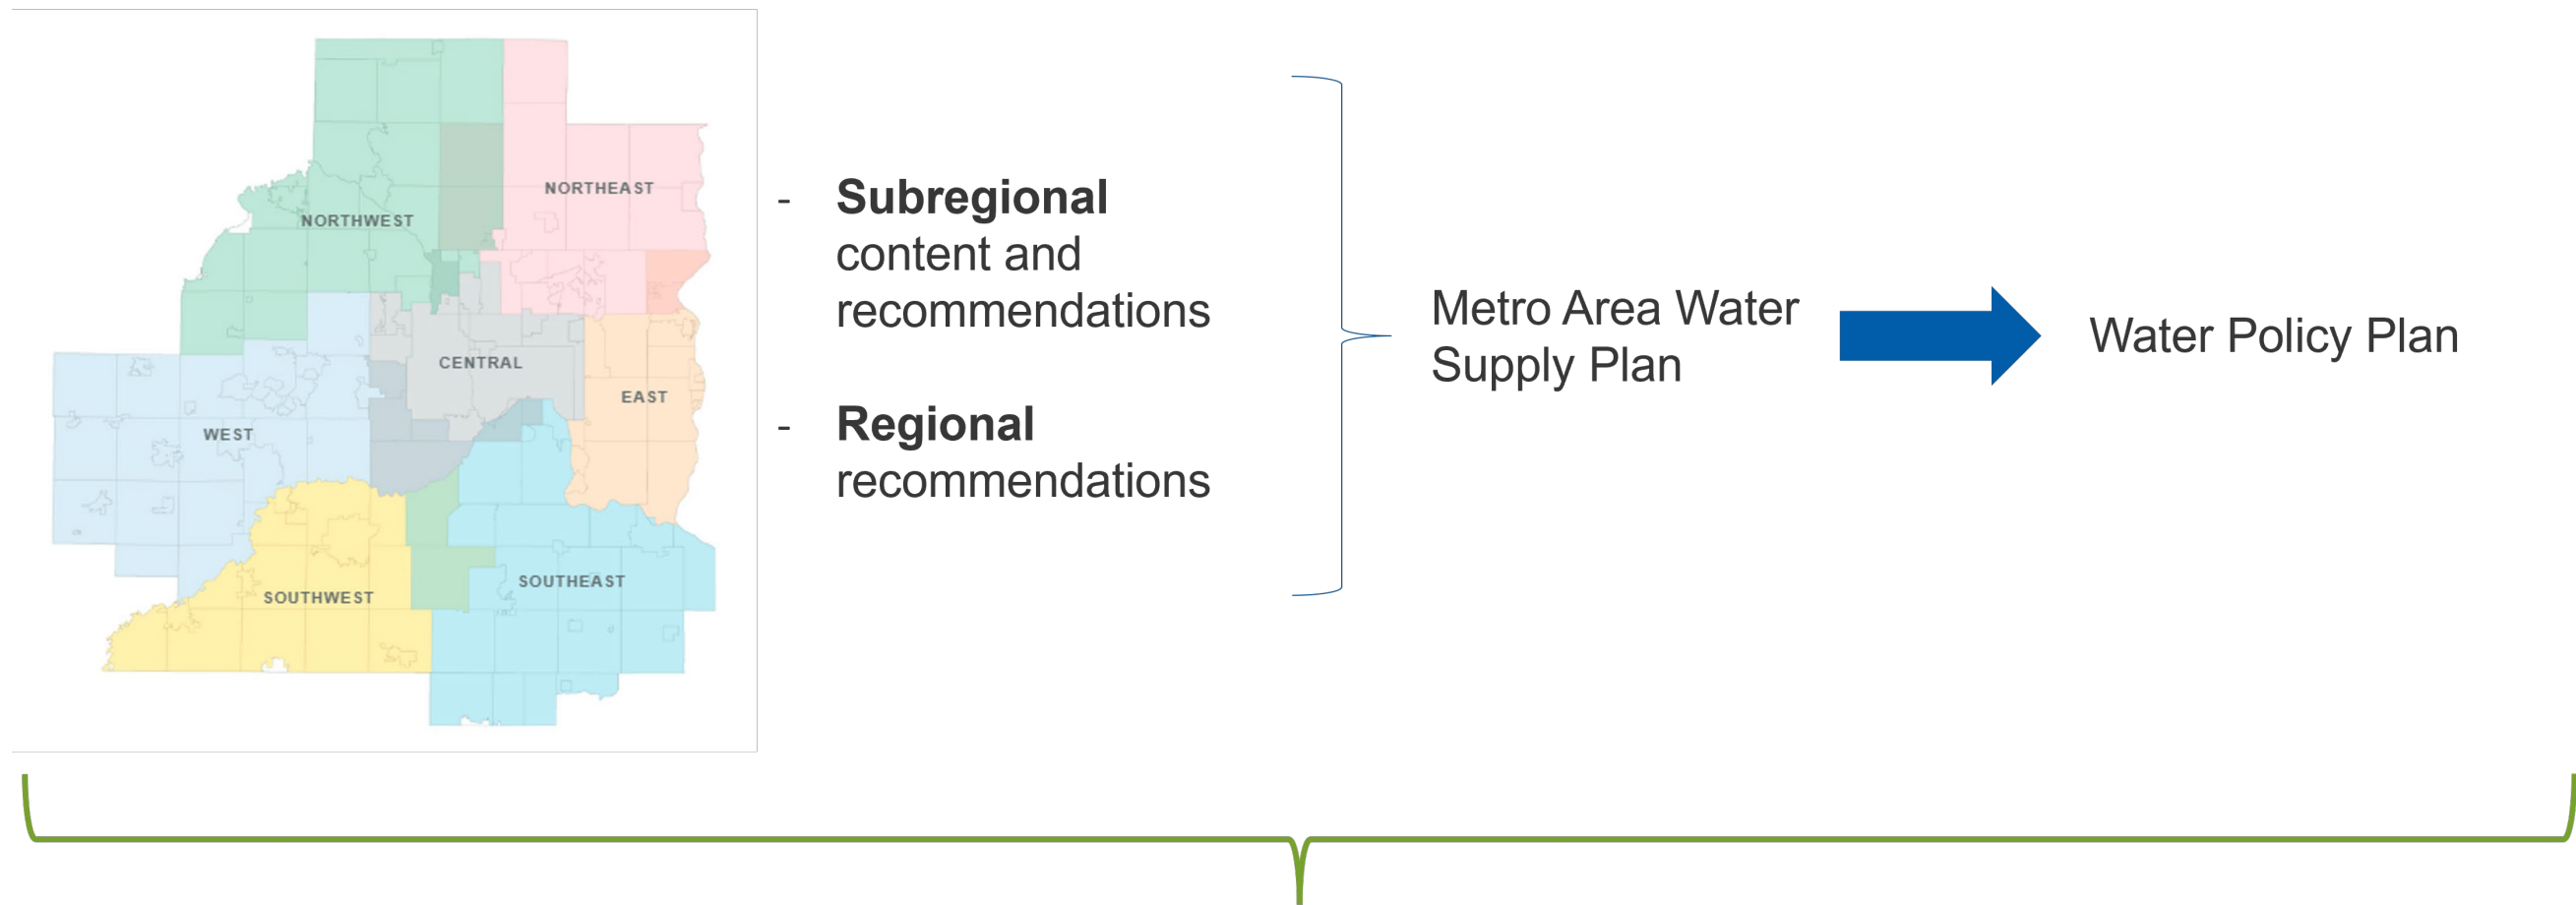 NORTHEAST
NORTHWEST
CENTRAL
EAST
WEST
SOUTHEAST
SOUTHWEST
- Subregional
content and
recommendations
- Regional
recommendations
Metro Area Water
Supply Plan
Water Policy Plan